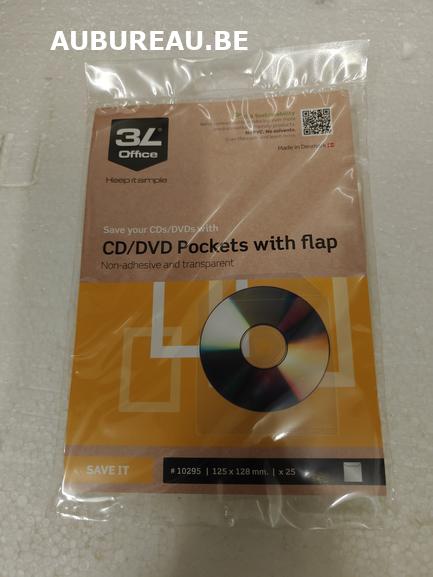 AUBUREAU.BE
3L
Office
Keep it simple
Sustainability
No PVC. No solvents.
Made in Denmark
Save your CDs/DVDs with
CD/DVD Pockets with flap
Non-adhesive and transparent
SAVE IT
# 10295 | 125 x 128 mm. | x 25